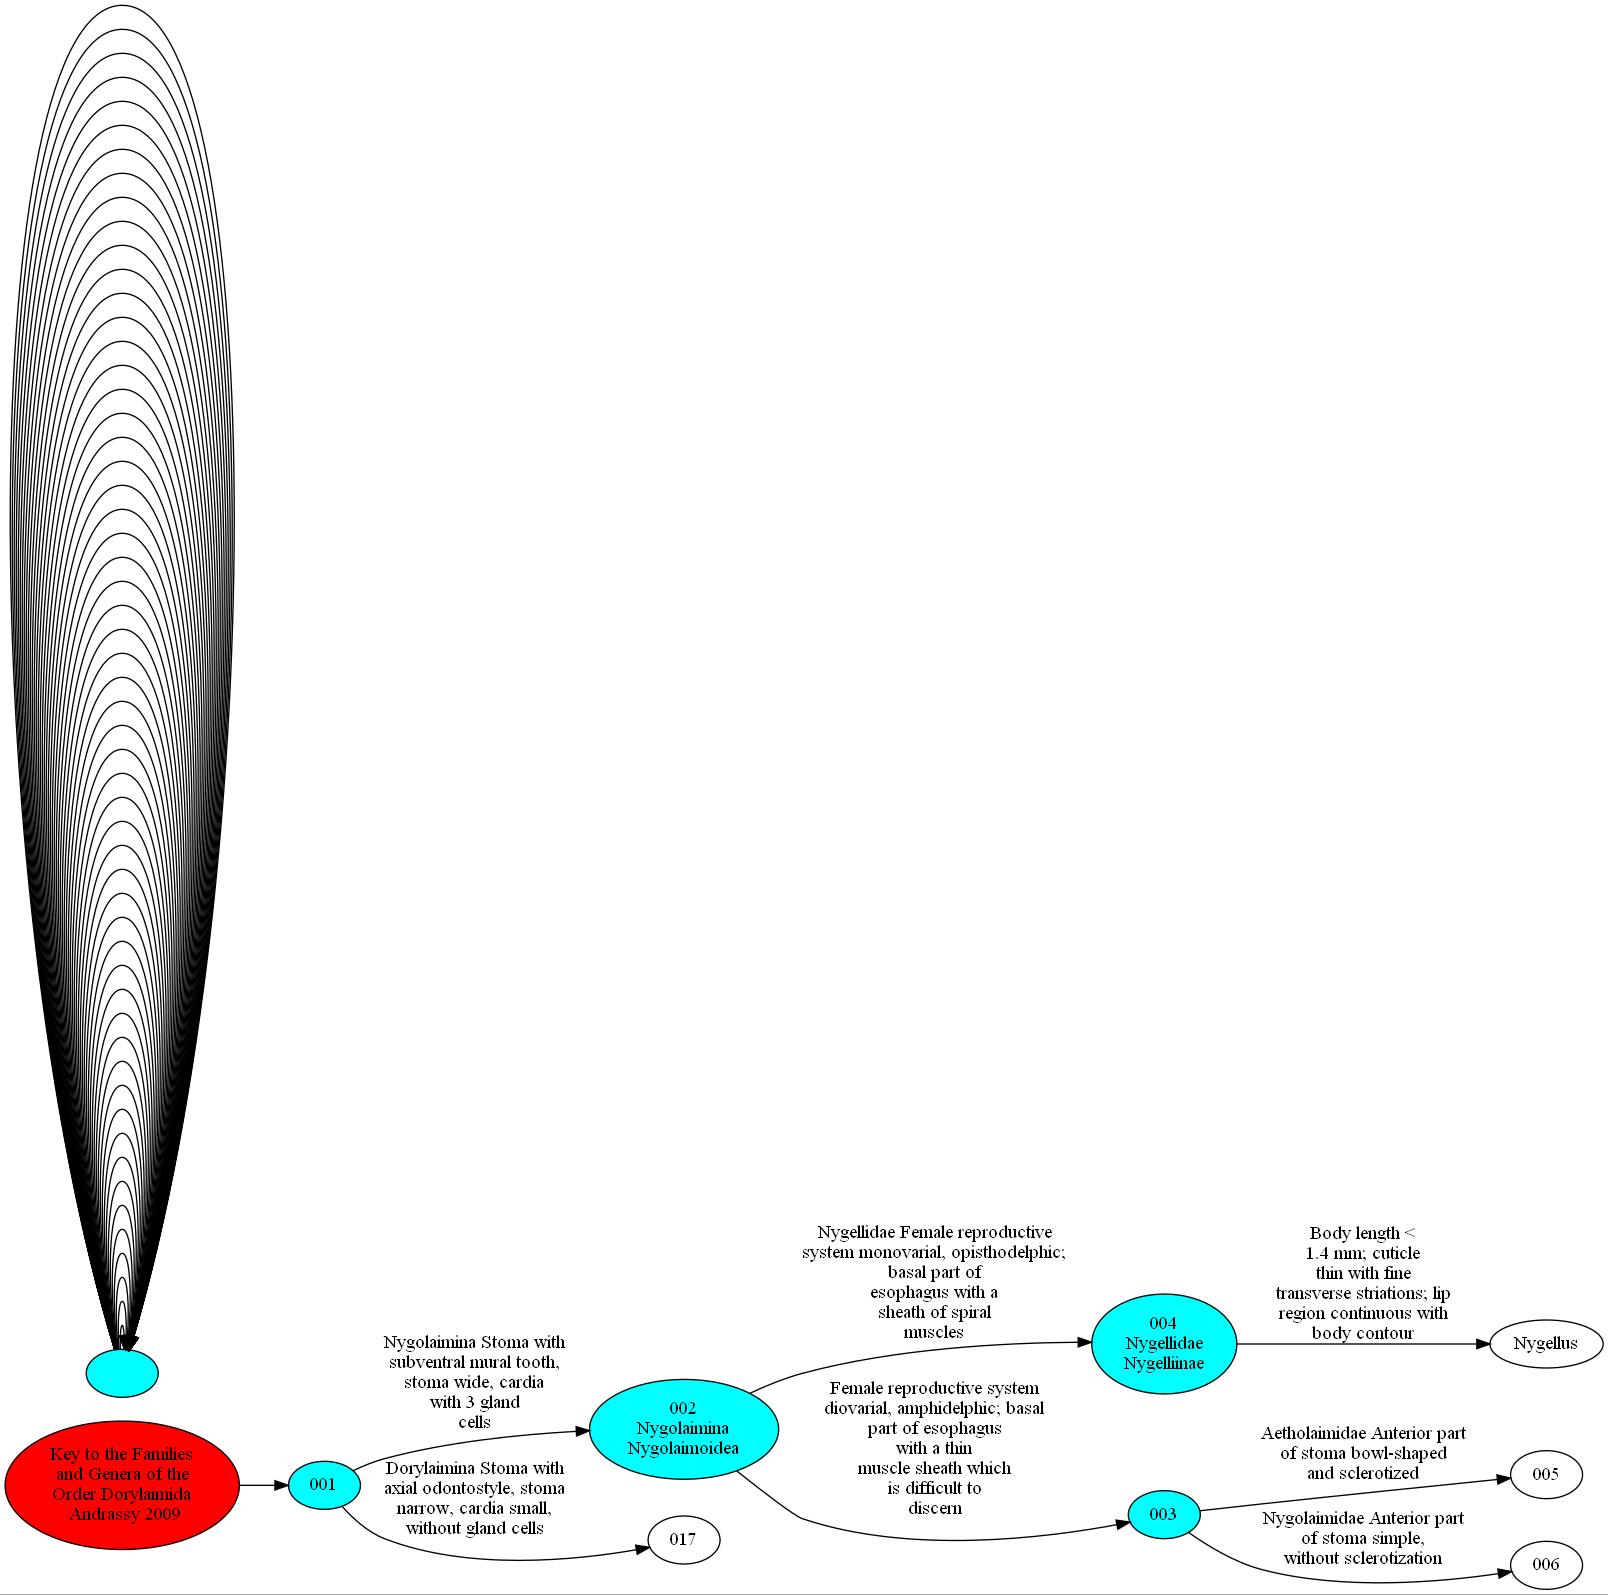 Key to the Families
and Genera of the
Order Dorylaimida
Andrassy 2009
001
Nygolaimina Stoma with
subventral mural tooth,
stoma wide, cardia
with 3 gland
cells
Dorylaimina Stoma with
axial odontostyle, stoma
narrow, cardia small,
without gland cells
002
Nygolaimina
Nygolaimoidea
017
Nygellidae Female reproductive
system monovarial, opisthodelphic;
basal part of
esophagus with a
sheath of spiral
muscles
Female reproductive system
diovarial, amphidelphic; basal
part of esophagus
with a thin
muscle sheath which
is difficult to
discern
004
Nygellidae
Nygelliinae
003
Body length <
1.4 mm; cuticle
thin with fine
transverse striations; lip
region continuous with
body contour
Nygellus
Aetholaimidae Anterior part
of stoma bowl-shaped
and sclerotized
005
Nygolaimidae Anterior part
of stoma simple,
without sclerotization
006